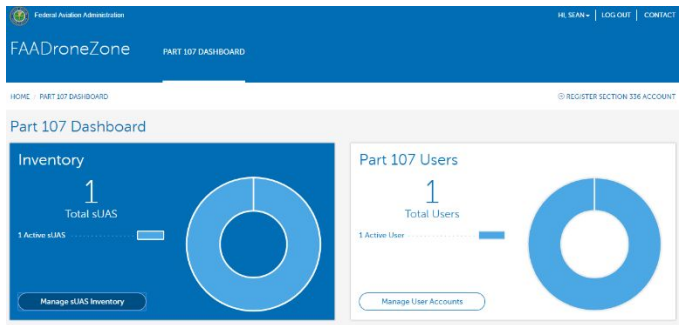 Federal Aviation Administration
HI, SEAN
LOG OUT
CONTACT
FAADroneZone
PART 107 DASHBOARD
HOME / PART 107 DASHBOARD
REGISTER SECTION 336 ACCOUNT
Part 107 Dashboard
Inventory
1
Total sUAS
1 Active sUAS
Manage sUAS Inventory
Part 107 Users
1
Total Users
1 Active User
Manage User Accounts